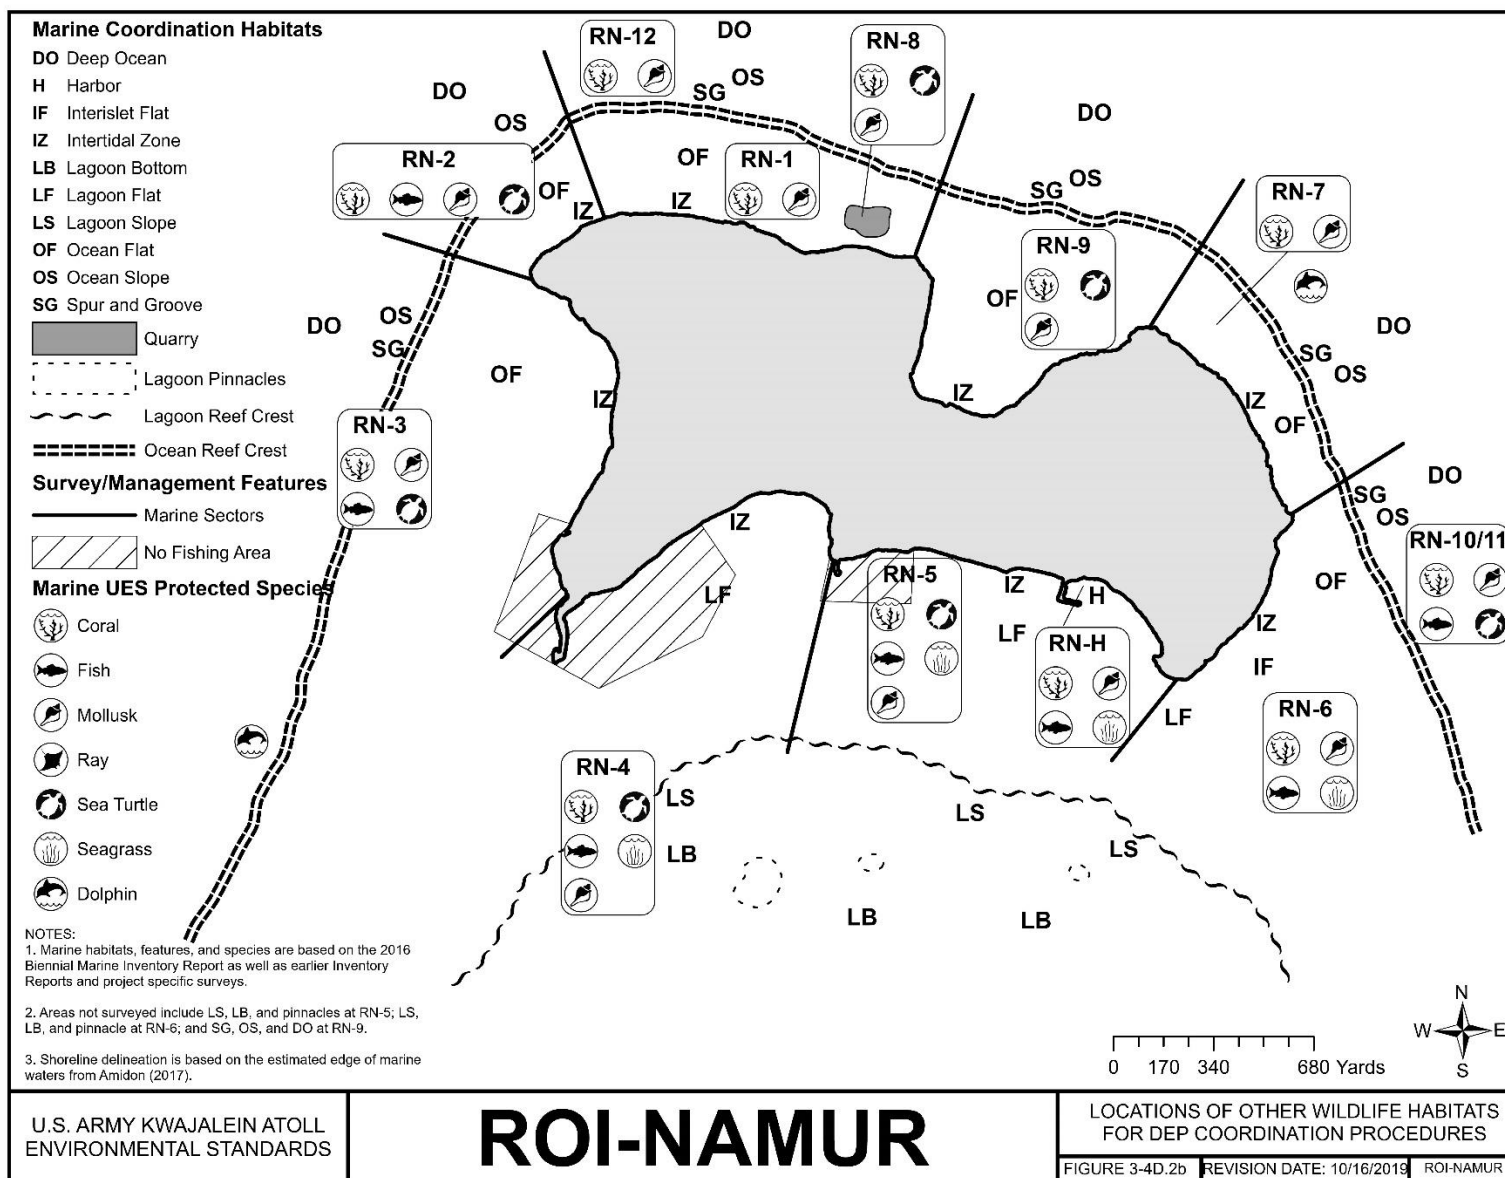 Marine Coordination Habitats
DO Deep Ocean
H Harbor
IF Interislet Flat
IZ Intertidal Zone
LB Lagoon Bottom
LF Lagoon Flat
LS Lagoon Slope
OF Ocean Flat
OS Ocean Slope
SG Spur and Groove
Quarry
Lagoon Pinnacles
Lagoon Reef Crest
Ocean Reef Crest
Survey/Management Features
Marine Sectors
No Fishing Area
Marine UES Protected Species
Coral
Fish
Mollusk
Ray
Sea Turtle
Seagrass
Dolphin
NOTES:
1. Marine habitats, features, and species are based on the 2016
Biennial Marine Inventory Report as well as earlier Inventory
Reports and project specific surveys.
2. Areas not surveyed include LS, LB, and pinnacles at RN-5; LS,
LB, and pinnacle at RN-6; and SG, OS, and DO at RN-9.
3. Shoreline delineation is based on the estimated edge of marine
waters from Amidon (2017).
RN-12
DO
RN-8
OS
SG
DO
OS
DO
RN-2
OF
RN-1
OF
IZ
IZ
SG
OS
RN-7
RN-9
OF
DO
OS
SG
OF
IZ
IZ
DO
SG
OS
IZ
OF
RN-3
IZ
LF
DO
SG
OS
RN-10/11
RN-5
IZ
H
OF
LF
IZ
RN-H
IF
LF
RN-6
RN-4
LS
LS
LS
LB
LB
LB
N
W
E
S
0 170 340 680 Yards
U.S. ARMY KWAJALEIN ATOLL
ENVIRONMENTAL STANDARDS
ROI-NAMUR
LOCATIONS OF OTHER WILDLIFE HABITATS
FOR DEP COORDINATION PROCEDURES
FIGURE 3-4D.2b
REVISION DATE: 10/16/2019
ROI-NAMUR